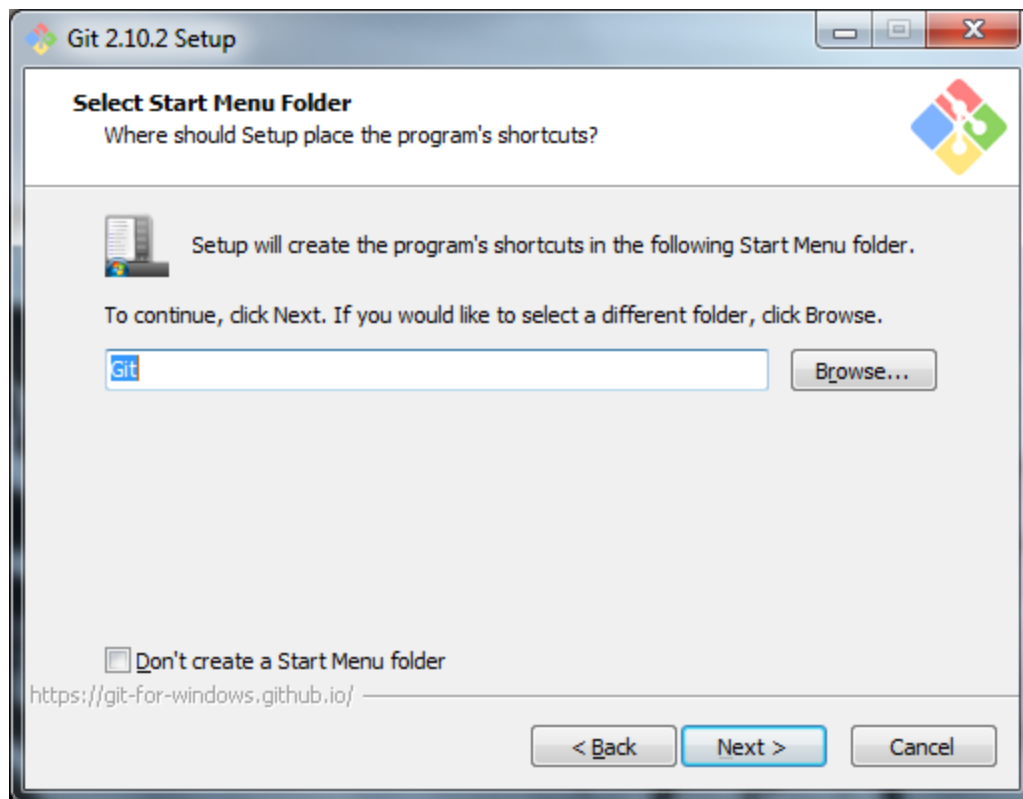 Git 2.10.2 Setup
Select Start Menu Folder
Where should Setup place the program's shortcuts?
Setup will create the program's shortcuts in the following Start Menu folder.
To continue, click Next. If you would like to select a different folder, click Browse.
Git
Browse...
Don't create a Start Menu folder
https://git-for-windows.github.io/
< Back
Next >
Cancel